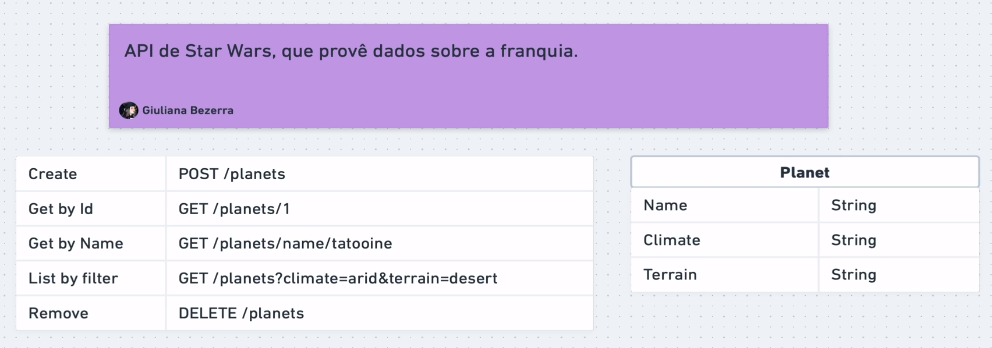 API de Star Wars, que provê dados sobre a franquia.
Giuliana Bezerra
Create POST /planets
Get by Id GET /planets/1
Get by Name GET /planets/name/tatooine
List by filter GET /planets?climate=arid&terrain=desert
Remove DELETE /planets
Planet
Name String
Climate String
Terrain String